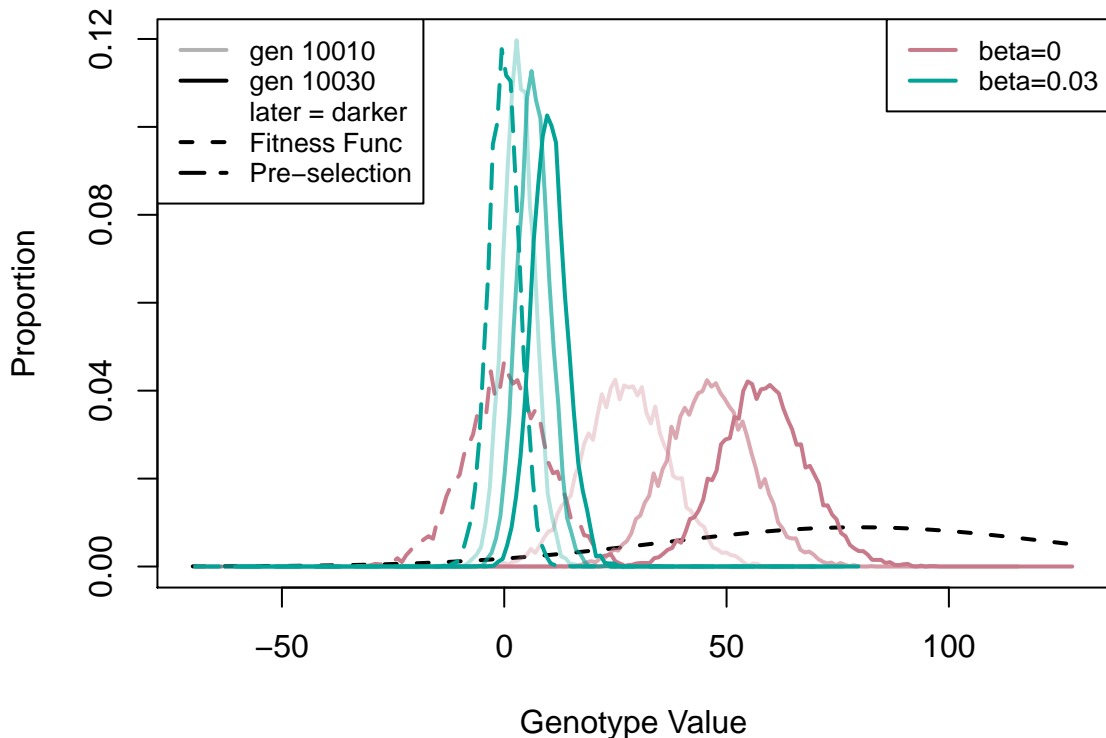 gen 10010
gen 10030
later = darker
Fitness Func
Pre−selection
beta=0
beta=0.03
Proportion
0.12
0.08
0.04
0.00
−50
0
50
100
Genotype Value